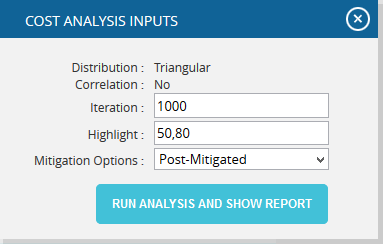 COST ANALYSIS INPUTS
Distribution : Triangular
Correlation : No
Iteration : 1000
Highlight : 50,80
Mitigation Options : Post-Mitigated
RUN ANALYSIS AND SHOW REPORT